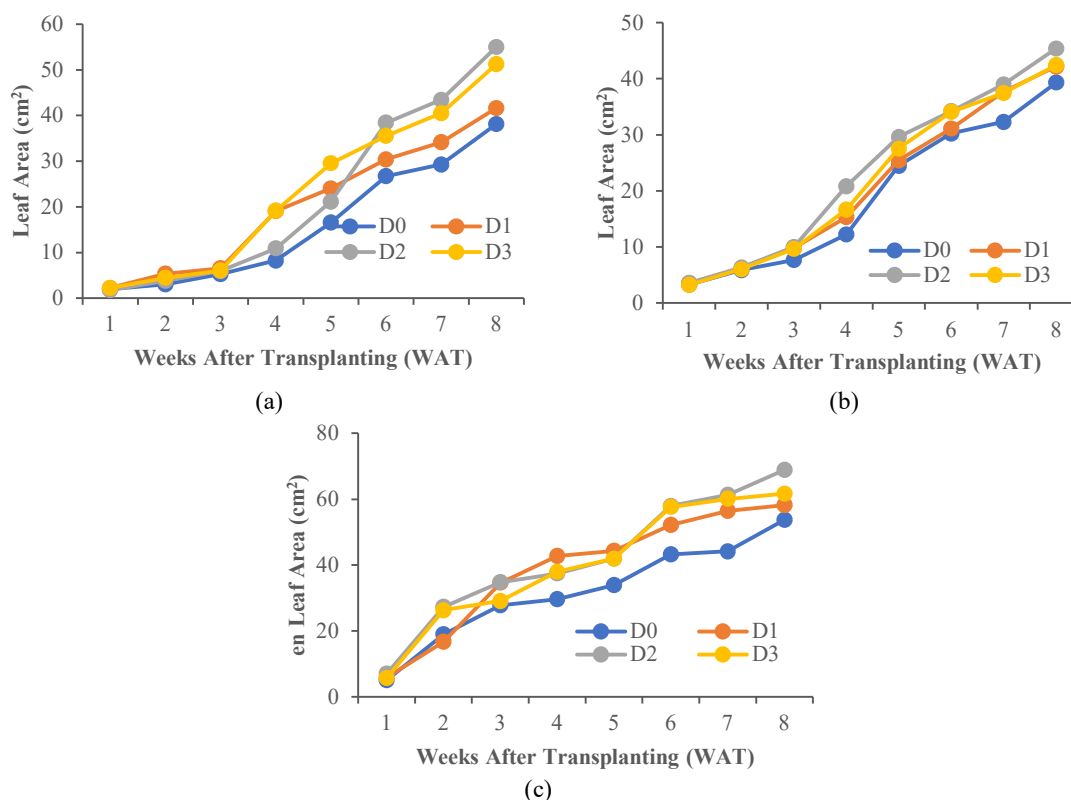 60
50
40
30
20
10
0
Leaf Area (cm²)
D0 D1
D2 D3
1 2 3 4 5 6 7 8
Weeks After Transplanting (WAT)
(a)
50
40
30
20
10
0
Leaf Area (cm²)
D0 D1
D2 D3
1 2 3 4 5 6 7 8
Weeks After Transplanting (WAT)
(b)
80
60
40
20
0
en Leaf Area (cm²)
D0 D1
D2 D3
1 2 3 4 5 6 7 8
Weeks After Transplanting (WAT)
(c)